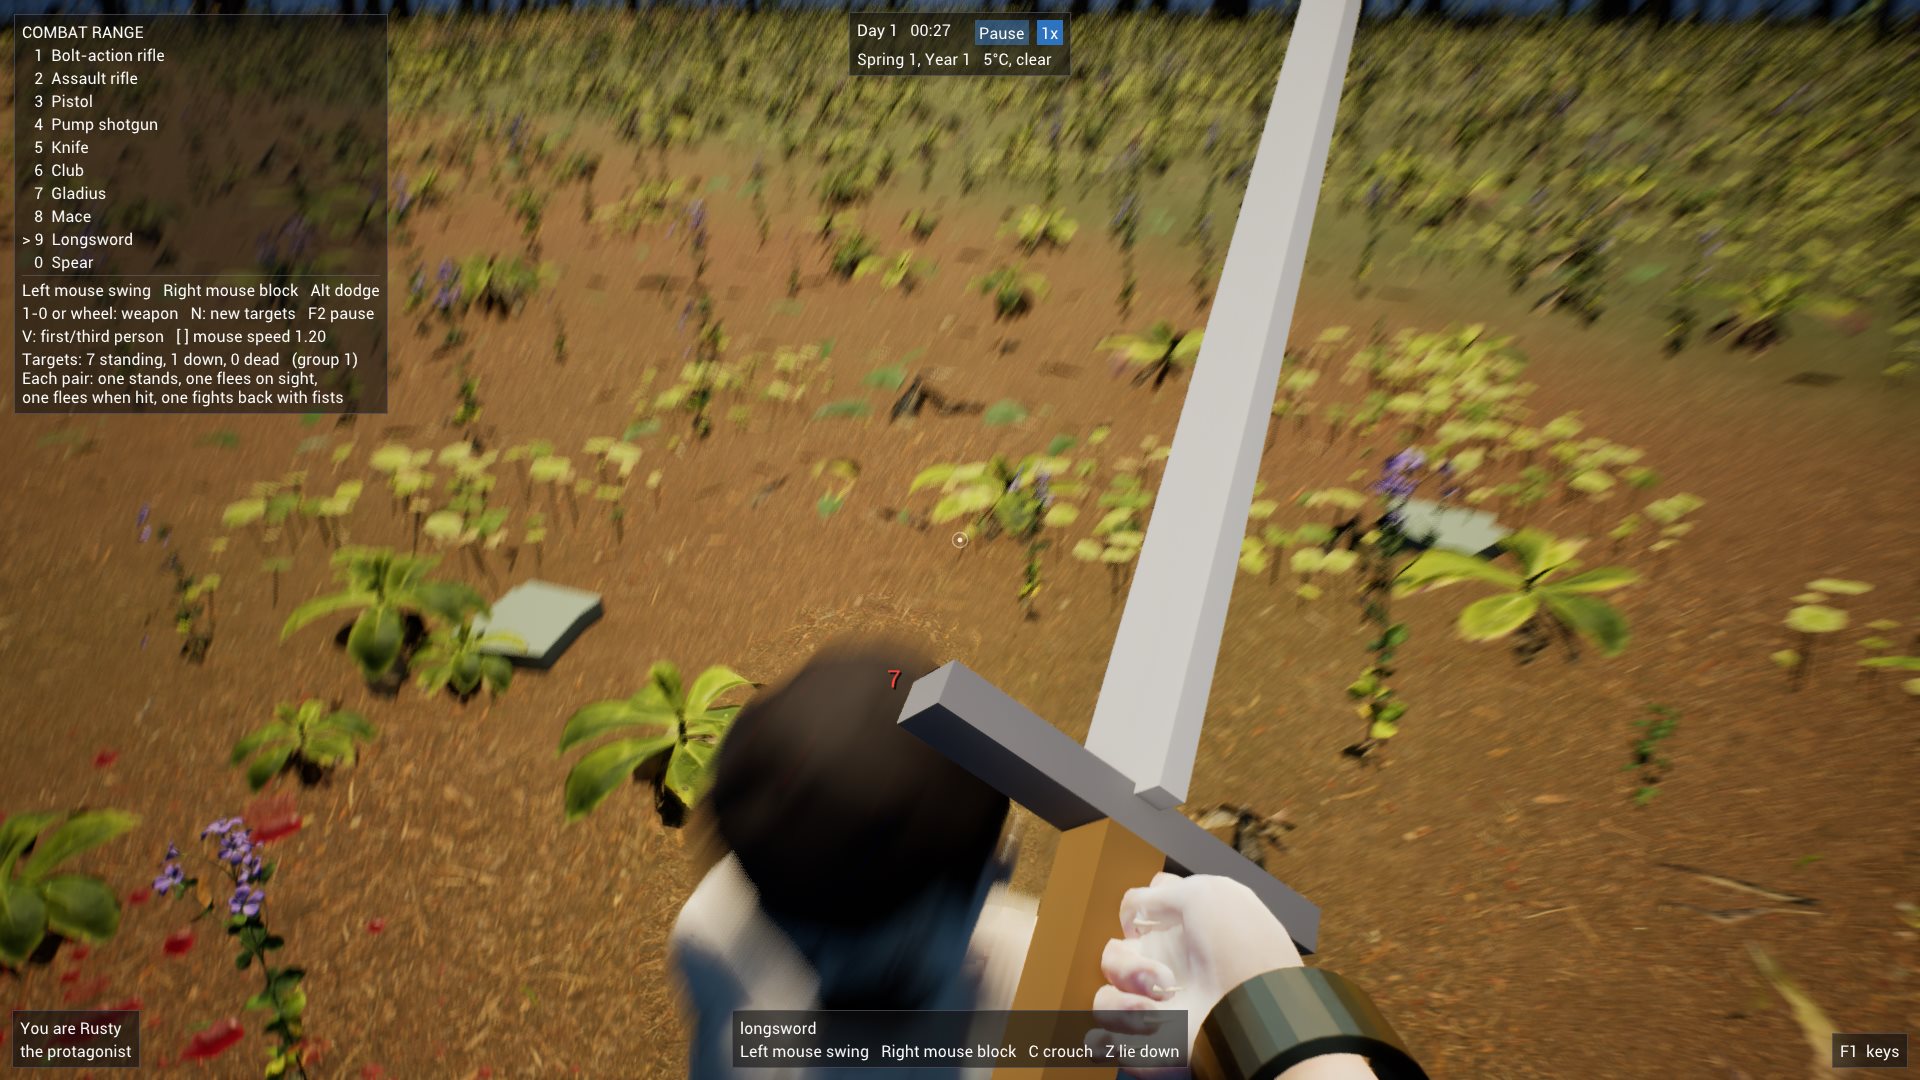 COMBAT RANGE
1 Bolt-action rifle
2 Assault rifle
3 Pistol
4 Pump shotgun
5 Knife
6 Club
7 Gladius
8 Mace
> 9 Longsword
0 Spear
Left mouse swing Right mouse block Alt dodge
1-0 or wheel: weapon N: new targets F2 pause
V: first/third person [ ] mouse speed 1.20
Targets: 7 standing, 1 down, 0 dead (group 1)
Each pair: one stands, one flees on sight,
one flees when hit, one fights back with fists
Day 1 00:27 Pause 1x
Spring 1, Year 1 5°C, clear
7
You are Rusty
the protagonist
longsword
Left mouse swing Right mouse block C crouch Z lie down
F1 keys